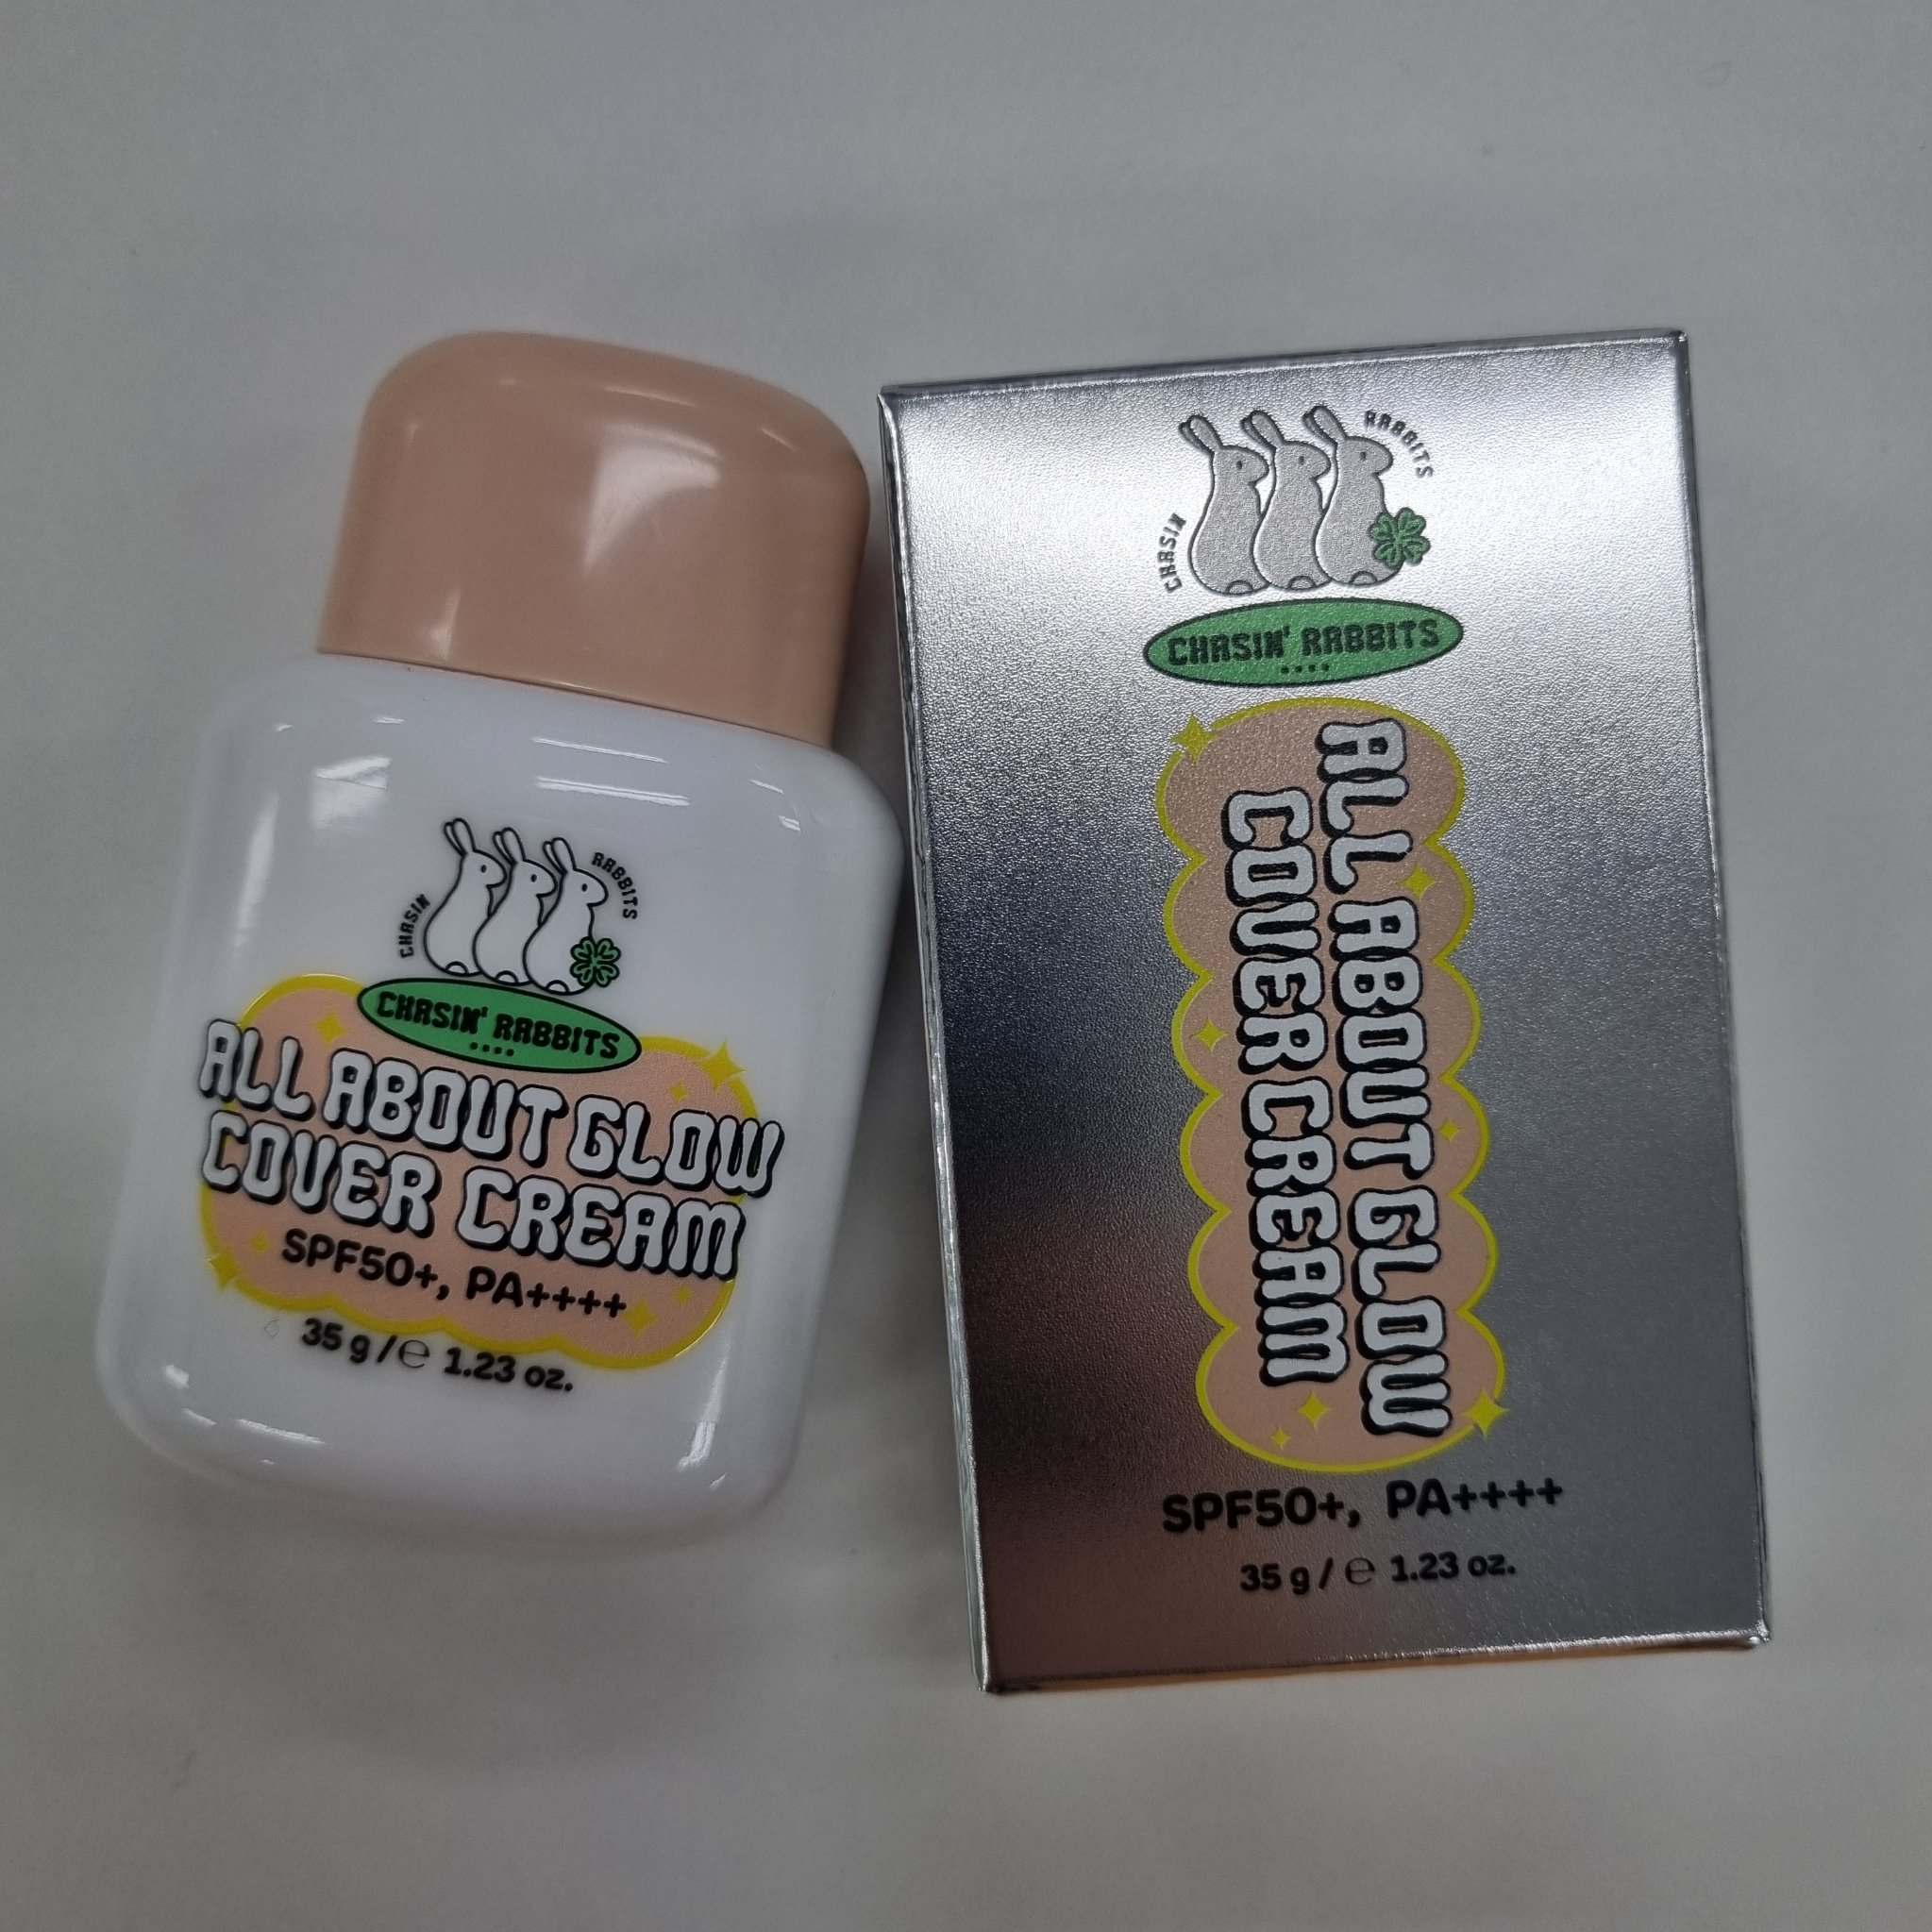 CHASIN RABBITS
CHASIN' RABBITS
ALL ABOUT GLOW
COVER CREAM
SPF50+, PA++++
35 g / ℮ 1.23 oz.
CHASIN RABBITS
CHASIN' RABBITS
ALL ABOUT GLOW
COVER CREAM
SPF50+, PA++++
35 g / ℮ 1.23 oz.